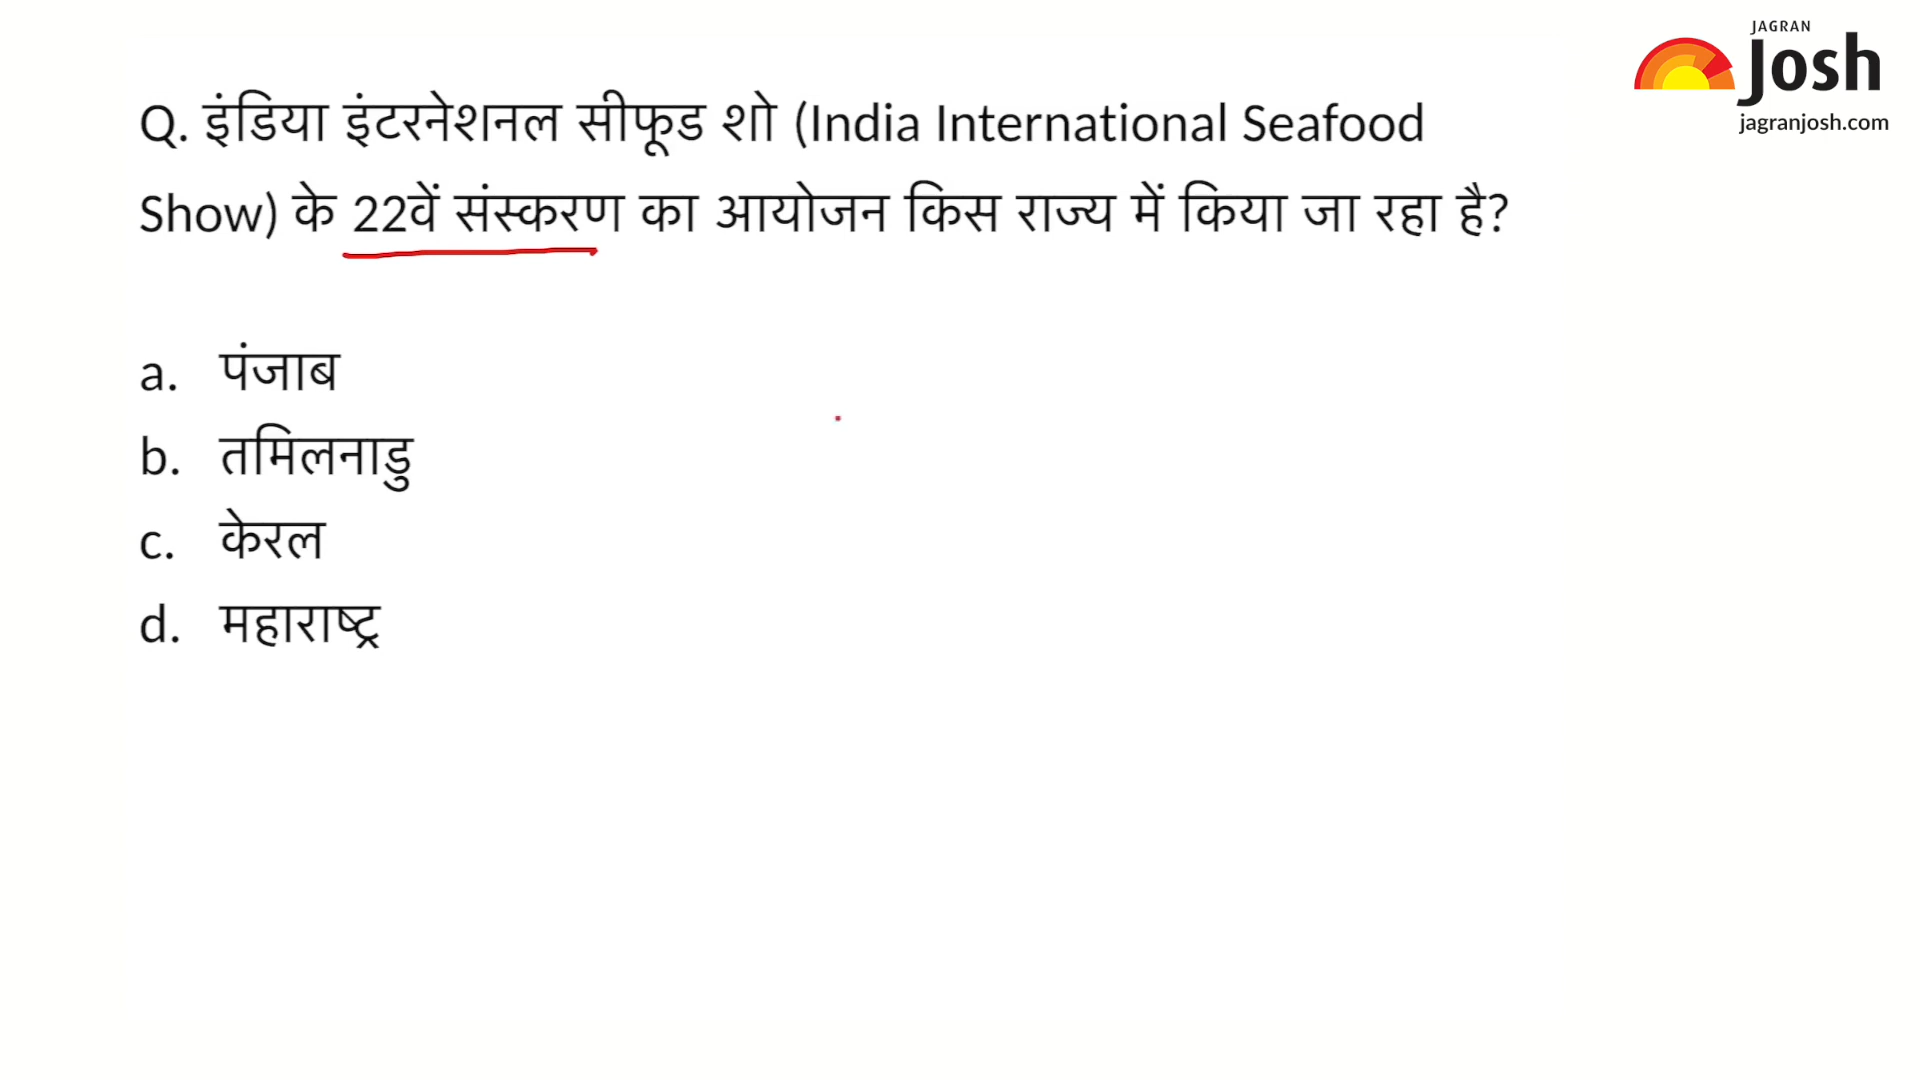 JAGRAN
Josh
jagranjosh.com
Q. इंडिया इंटरनेशनल सीफूड शो (India International Seafood
Show) के 22वें संस्करण का आयोजन किस राज्य में किया जा रहा है?
a. पंजाब
b. तमिलनाडु
c. केरल
d. महाराष्ट्र